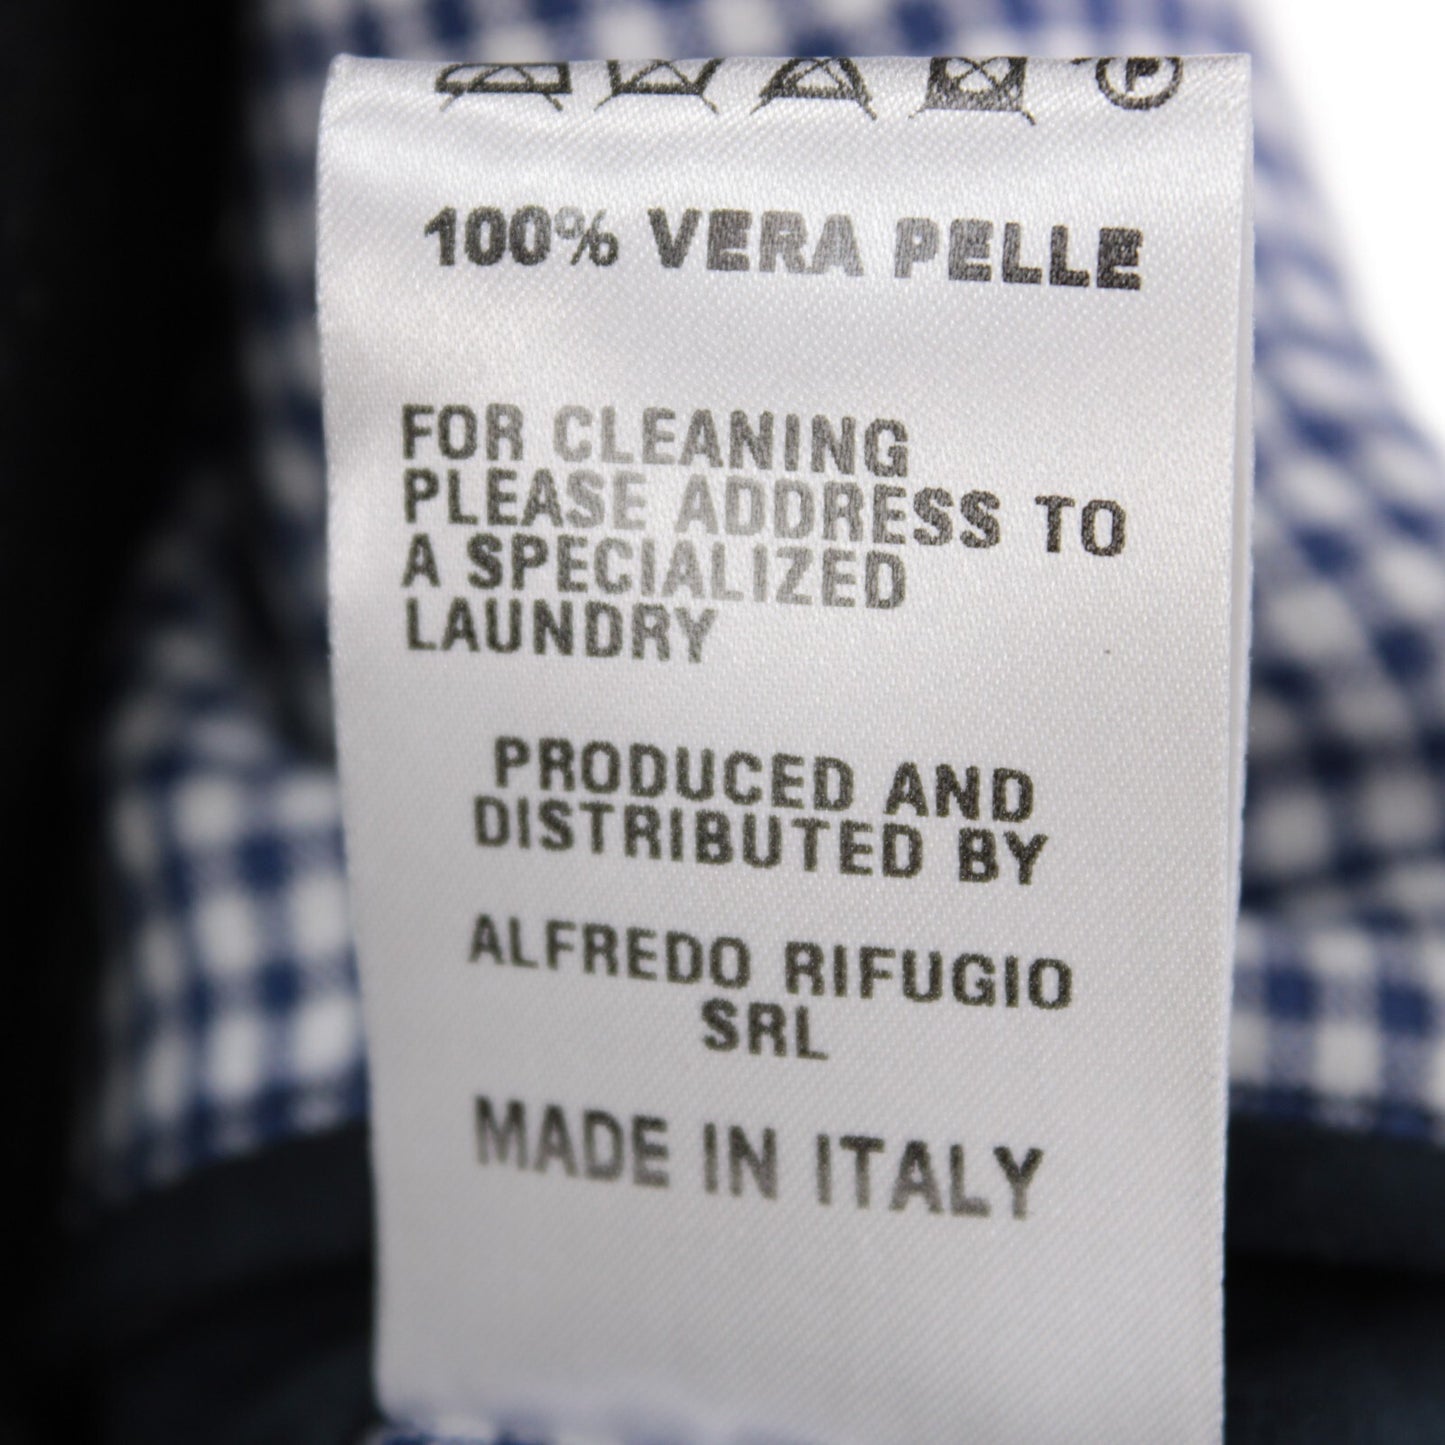 P
100% VERA PELLE
FOR CLEANING
PLEASE ADDRESS TO
A SPECIALIZED
LAUNDRY
PRODUCED AND
DISTRIBUTED BY
ALFREDO RIFUGIO
SRL
MADE IN ITALY